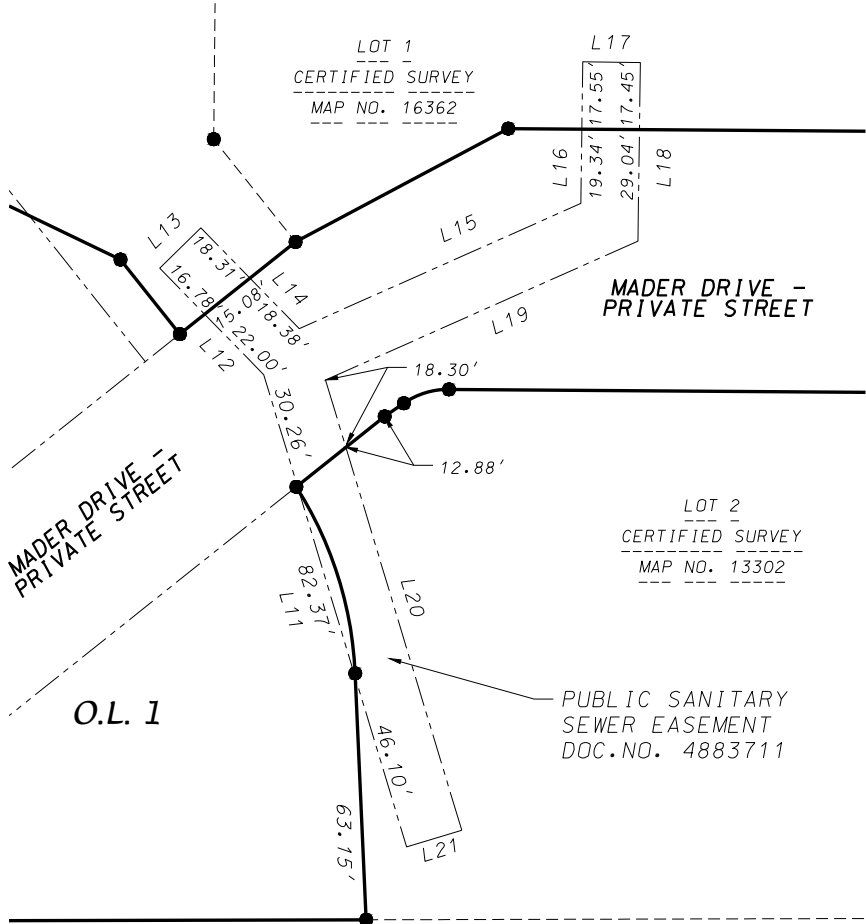 L17
LOT 1
CERTIFIED SURVEY
MAP NO. 16362
17.55'
17.45'
L16
19.34'
29.04'
L18
L13
18.31'
16.78'
L15
L14
15.08'
18.38'
MADER DRIVE -
PRIVATE STREET
L19
L12
22.00'
18.30'
30.26'
12.88'
MADER DRIVE -
PRIVATE STREET
LOT 2
CERTIFIED SURVEY
MAP NO. 13302
82.37'
L11
L20
O.L. 1
PUBLIC SANITARY
SEWER EASEMENT
DOC.NO. 4883711
46.10'
63.15'
L21